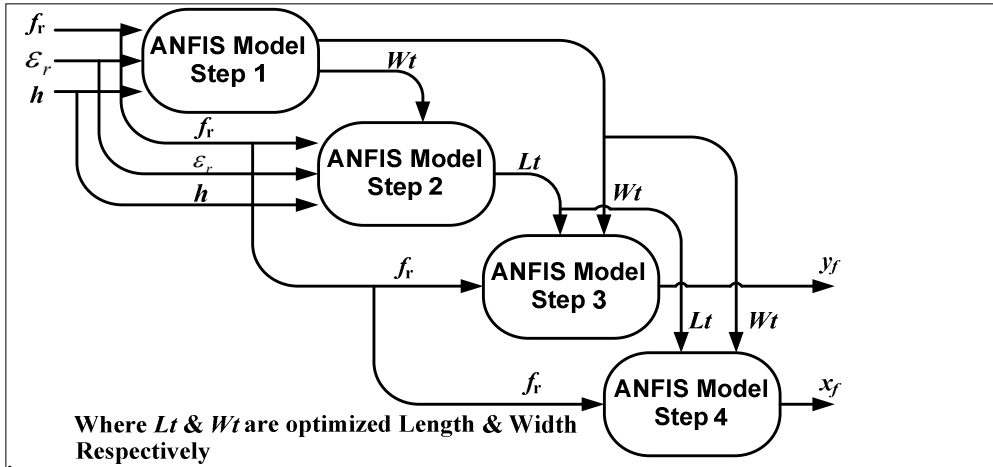 fr
εr
h
ANFIS Model
Step 1
Wt
fr
εr
h
ANFIS Model
Step 2
Lt
Wt
fr
ANFIS Model
Step 3
yf
Lt
Wt
fr
ANFIS Model
Step 4
xf
Where Lt & Wt are optimized Length & Width
Respectively